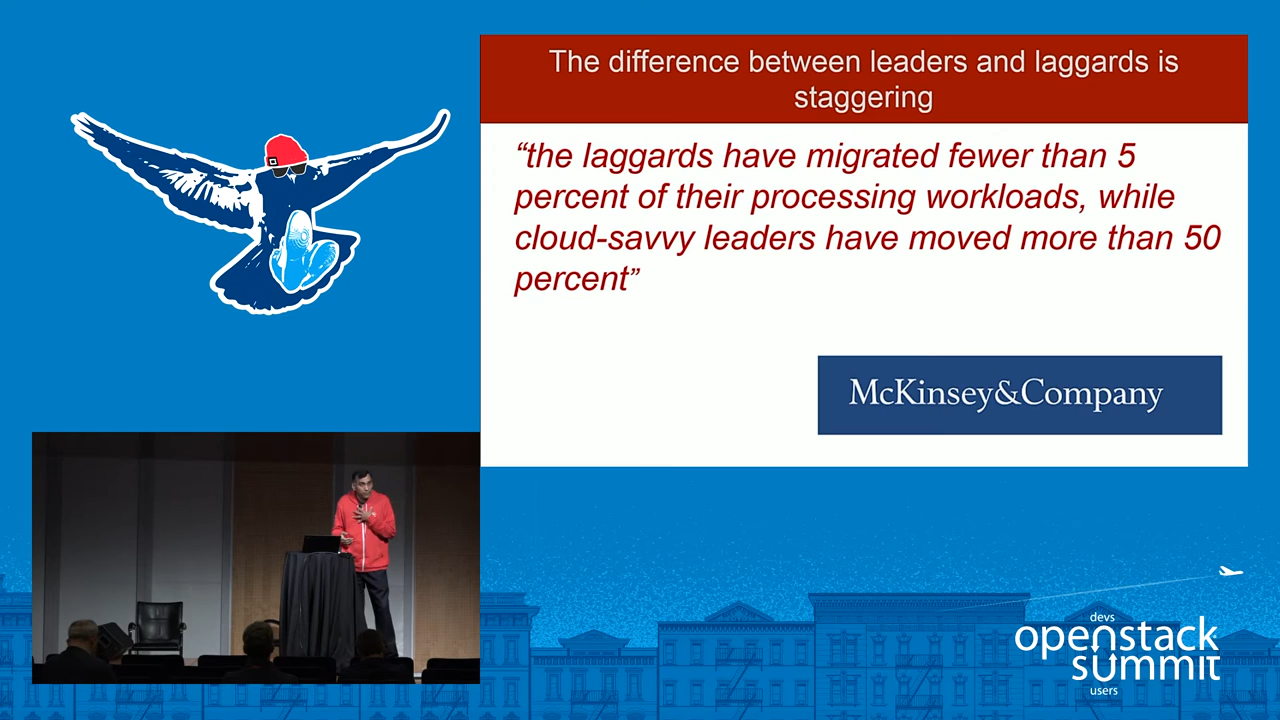 The difference between leaders and laggards is
staggering
“the laggards have migrated fewer than 5
percent of their processing workloads, while
cloud-savvy leaders have moved more than 50
percent”
McKinsey&Company
devs
openstack
summit
users